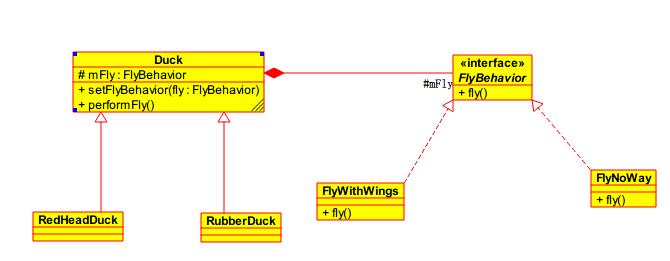 Duck
# mFly : FlyBehavior
+ setFlyBehavior(fly : FlyBehavior)
+ performFly()
«interface»
FlyBehavior
#mFly
+ fly()
FlyWithWings
+ fly()
FlyNoWay
+ fly()
RedHeadDuck
RubberDuck